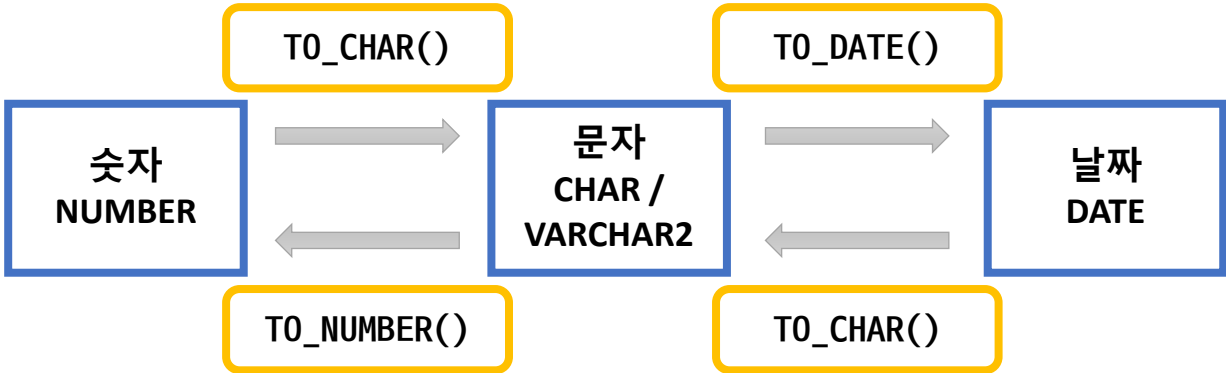 TO_CHAR()
TO_DATE()
숫자
NUMBER
문자
CHAR /
VARCHAR2
날짜
DATE
TO_NUMBER()
TO_CHAR()